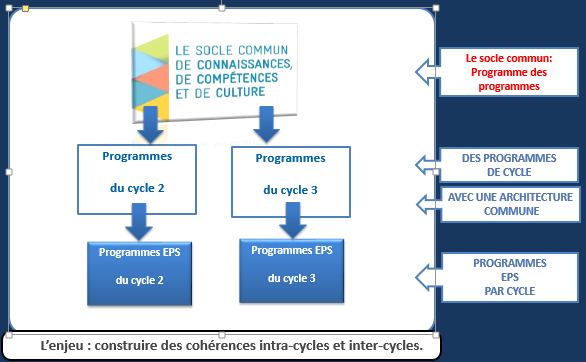 LE SOCLE COMMUN
DE CONNAISSANCES,
DE COMPÉTENCES
ET DE CULTURE
Le socle commun:
Programme des
programmes
Programmes
du cycle 2
Programmes
du cycle 3
DES PROGRAMMES
DE CYCLE
AVEC UNE ARCHITECTURE
COMMUNE
Programmes EPS
du cycle 2
Programmes EPS
du cycle 3
PROGRAMMES
EPS
PAR CYCLE
L'enjeu : construire des cohérences intra-cycles et inter-cycles.